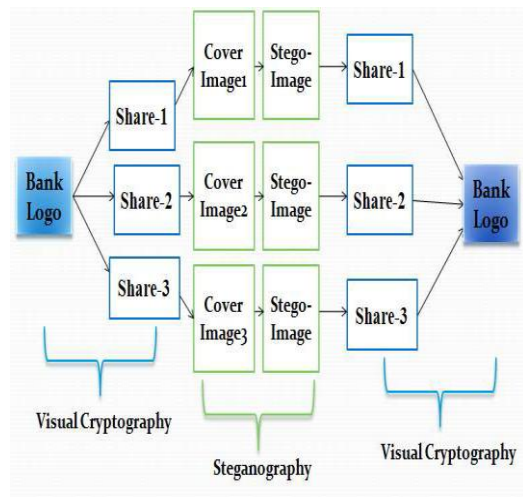 Bank
Logo
Share-1
Share-2
Share-3
Cover
Image1
Stego-
Image
Cover
Image2
Stego-
Image
Cover
Image3
Stego-
Image
Share-1
Share-2
Share-3
Bank
Logo
Visual Cryptography
Steganography
Visual Cryptography